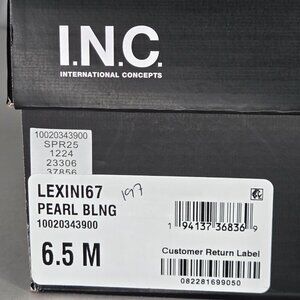 I.N.C.
INTERNATIONAL CONCEPTS
10020343900
SPR25
1224
23306
37856
LEXINI67
197
PEARL BLNG
10020343900
6.5 M
1 94137 36836 9
Customer Return Label
082281699050